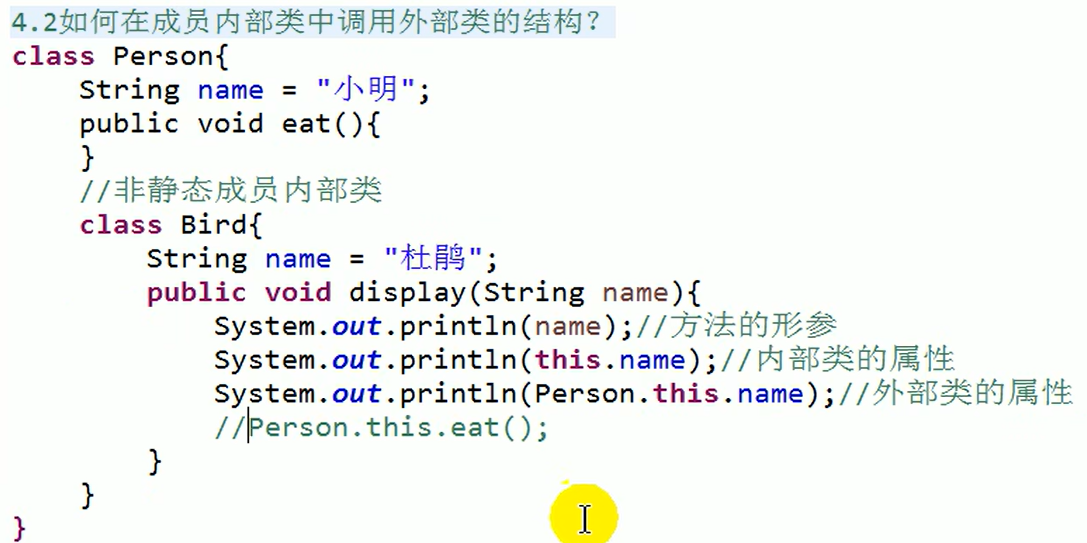 4.2如何在成员内部类中调用外部类的结构？
class Person{
    String name = "小明";
    public void eat(){
    }
    //非静态成员内部类
    class Bird{
        String name = "杜鹃";
        public void display(String name){
            System.out.println(name);//方法的形参
            System.out.println(this.name);//内部类的属性
            System.out.println(Person.this.name);//外部类的属性
            //Person.this.eat();
        }
    }
}